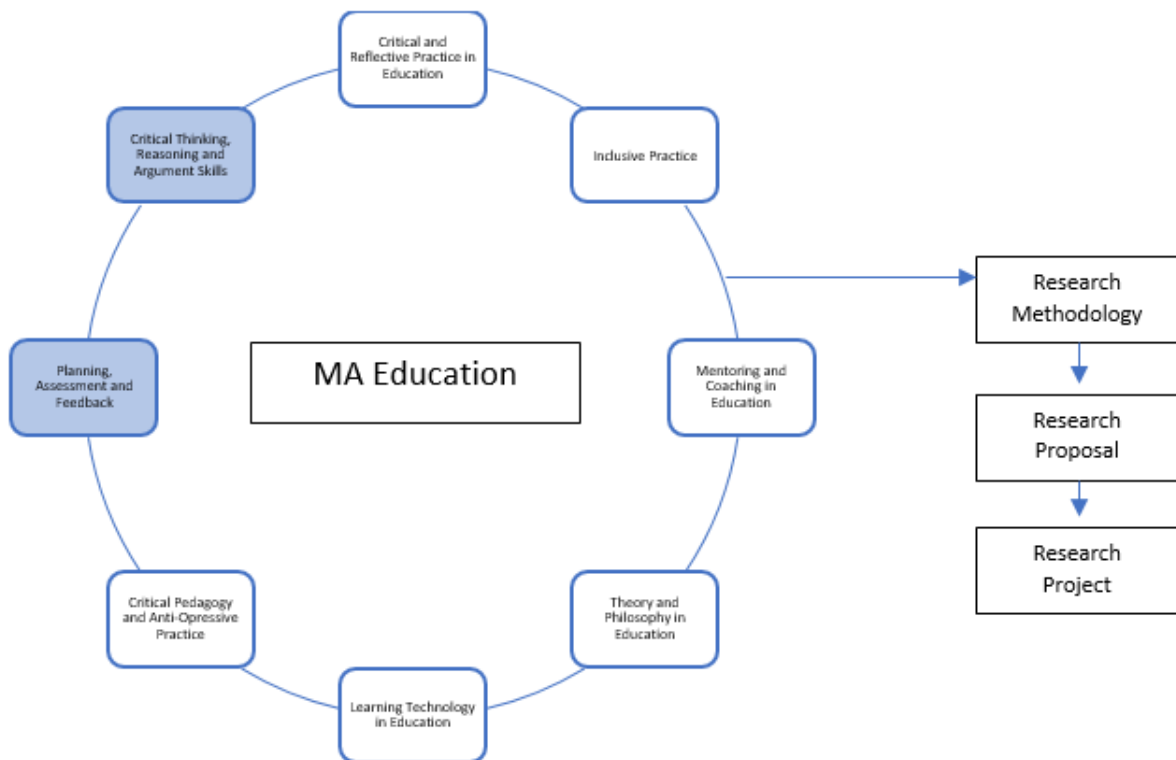 Critical and
Reflective Practice in
Education
Inclusive Practice
Mentoring and
Coaching in
Education
Theory and
Philosophy in
Education
Learning Technology
in Education
Critical Pedagogy
and Anti-Opressive
Practice
Planning,
Assessment and
Feedback
Critical Thinking,
Reasoning and
Argument Skills
MA Education
Research
Methodology
Research
Proposal
Research
Project